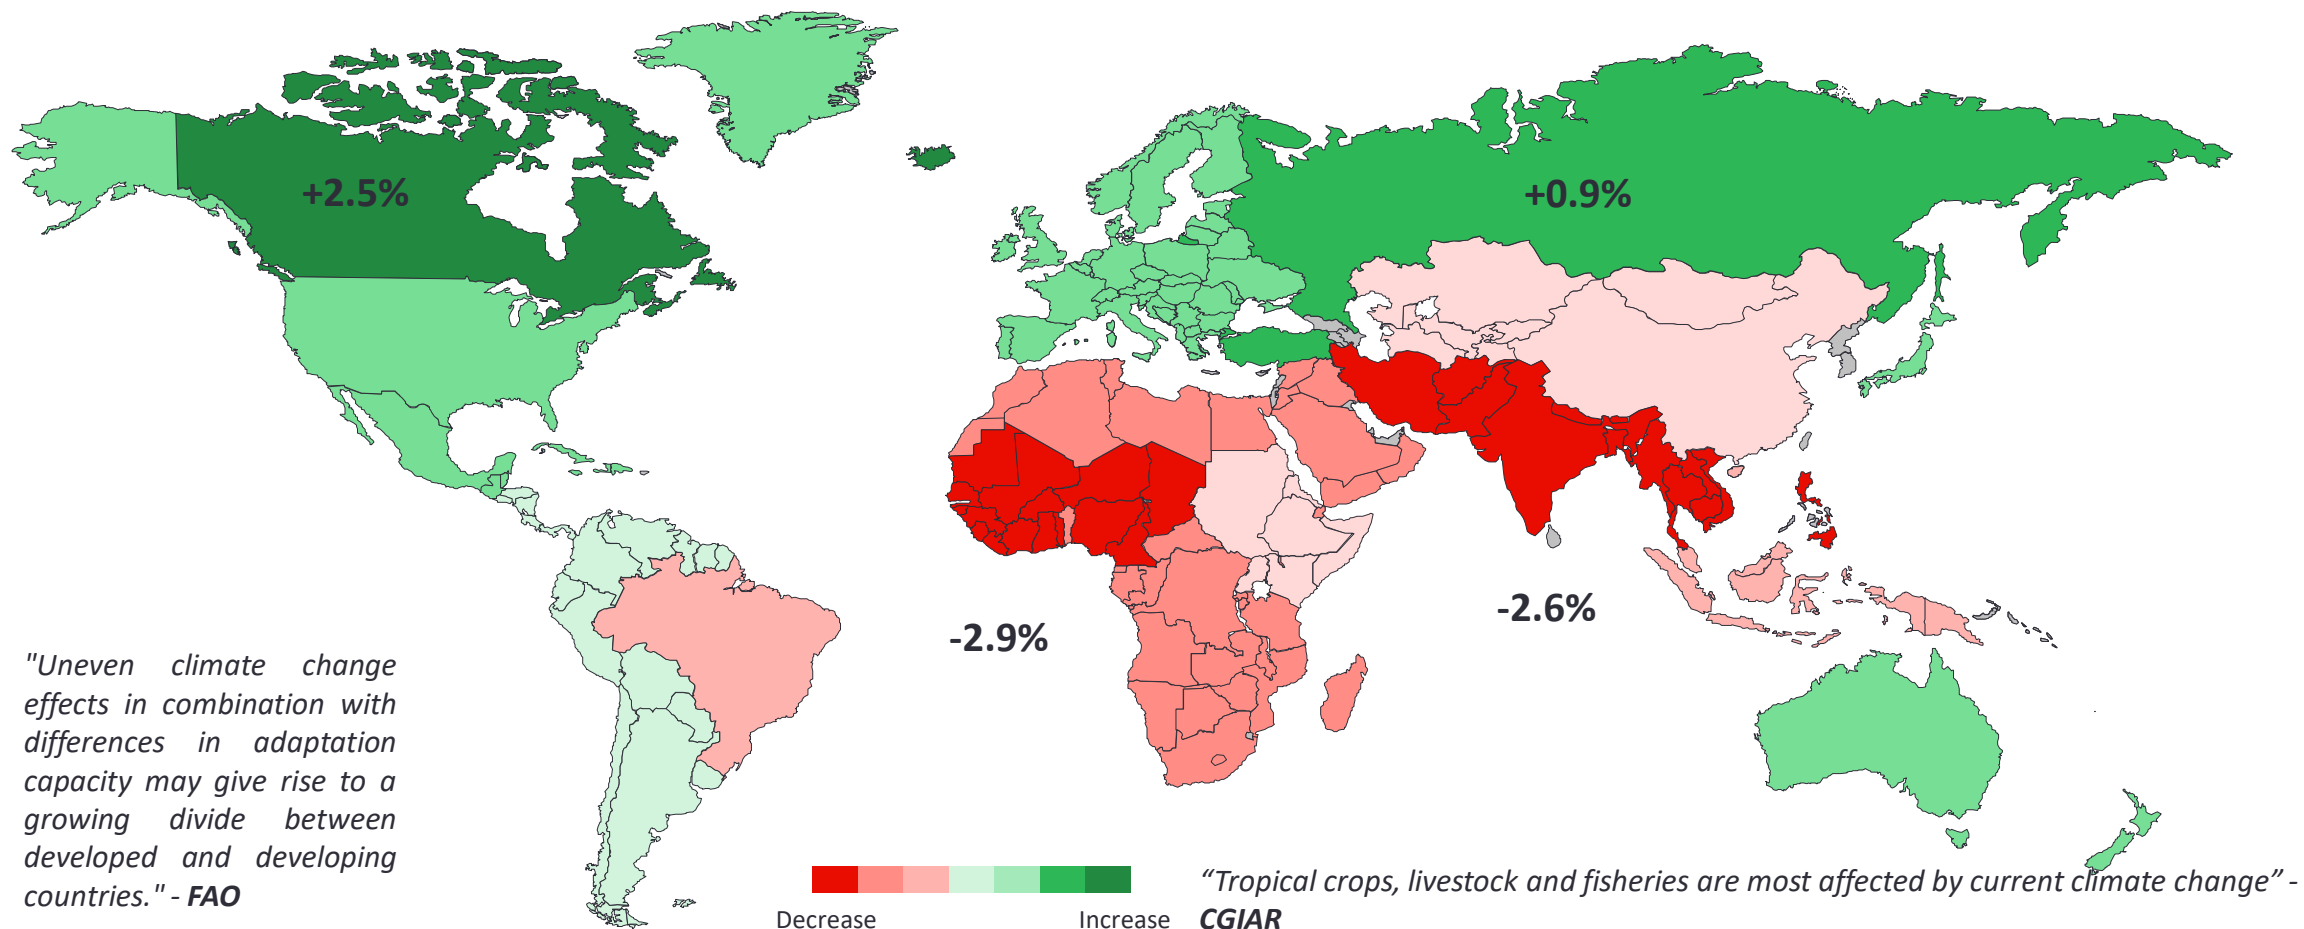 +2.5%
+0.9%
-2.9%
-2.6%
"Uneven climate change
effects in combination with
differences in adaptation
capacity may give rise to a
growing divide between
developed and developing
countries." - FAO
Decrease
Increase
“Tropical crops, livestock and fisheries are most affected by current climate change” -
CGIAR